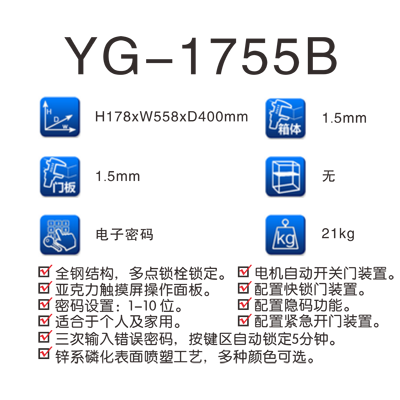 YG-1755B
H178xW558xD400mm
箱体
1.5mm
门板
1.5mm
无
电子密码
kg
21kg
全钢结构，多点锁栓锁定。
电机自动开关门装置。
亚克力触摸屏操作面板。
配置快锁门装置。
密码设置：1-10位。
配置隐码功能。
适合于个人及家用。
配置紧急开门装置。
三次输入错误密码，按键区自动锁定5分钟。
锌系磷化表面喷塑工艺，多种颜色可选。